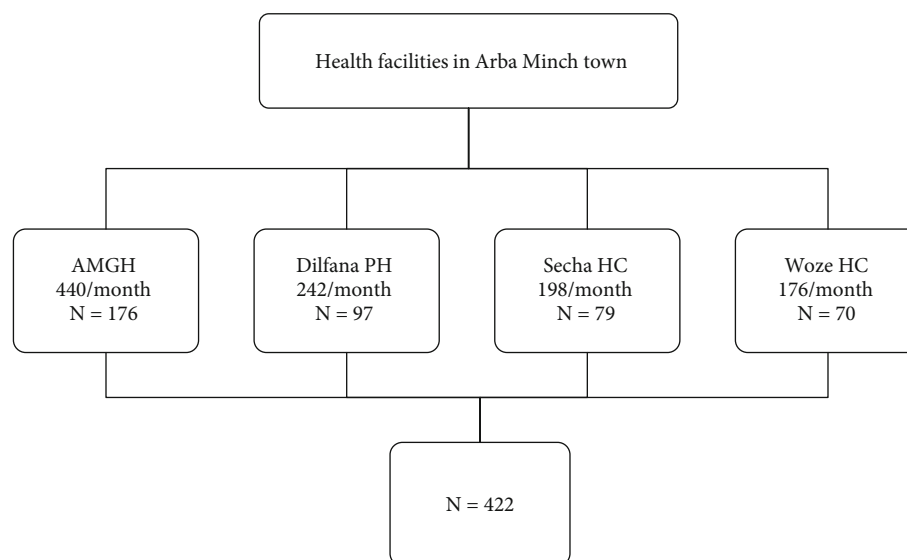 Health facilities in Arba Minch town
AMGH
440/month
N = 176
Dilfana PH
242/month
N = 97
Secha HC
198/month
N = 79
Woze HC
176/month
N = 70
N = 422